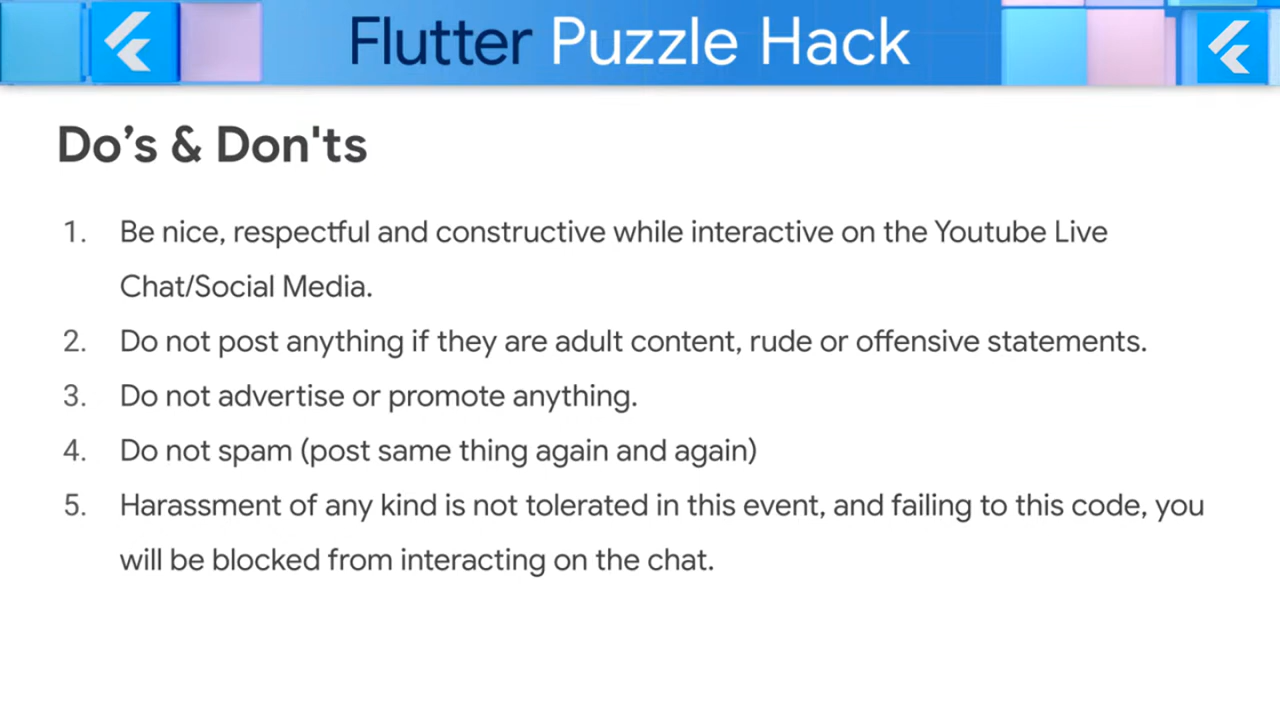 Flutter Puzzle Hack
Do’s & Don'ts
1. Be nice, respectful and constructive while interactive on the Youtube Live
Chat/Social Media.
2. Do not post anything if they are adult content, rude or offensive statements.
3. Do not advertise or promote anything.
4. Do not spam (post same thing again and again)
5. Harassment of any kind is not tolerated in this event, and failing to this code, you
will be blocked from interacting on the chat.